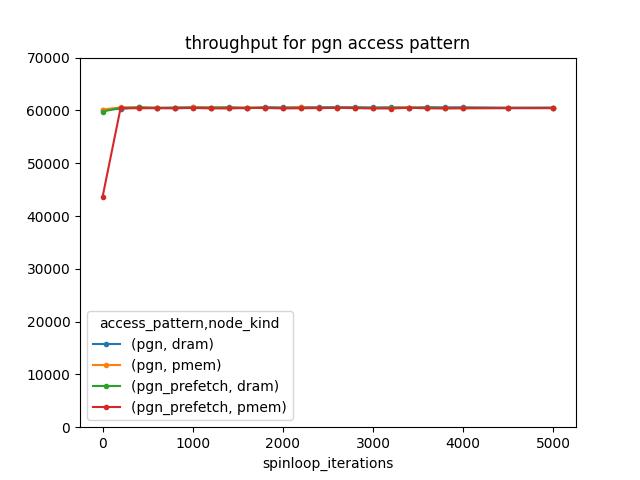 throughput for pgn access pattern
70000
60000
50000
40000
30000
20000
10000
0
access_pattern,node_kind
(pgn, dram)
(pgn, pmem)
(pgn_prefetch, dram)
(pgn_prefetch, pmem)
0 1000 2000 3000 4000 5000
spinloop_iterations